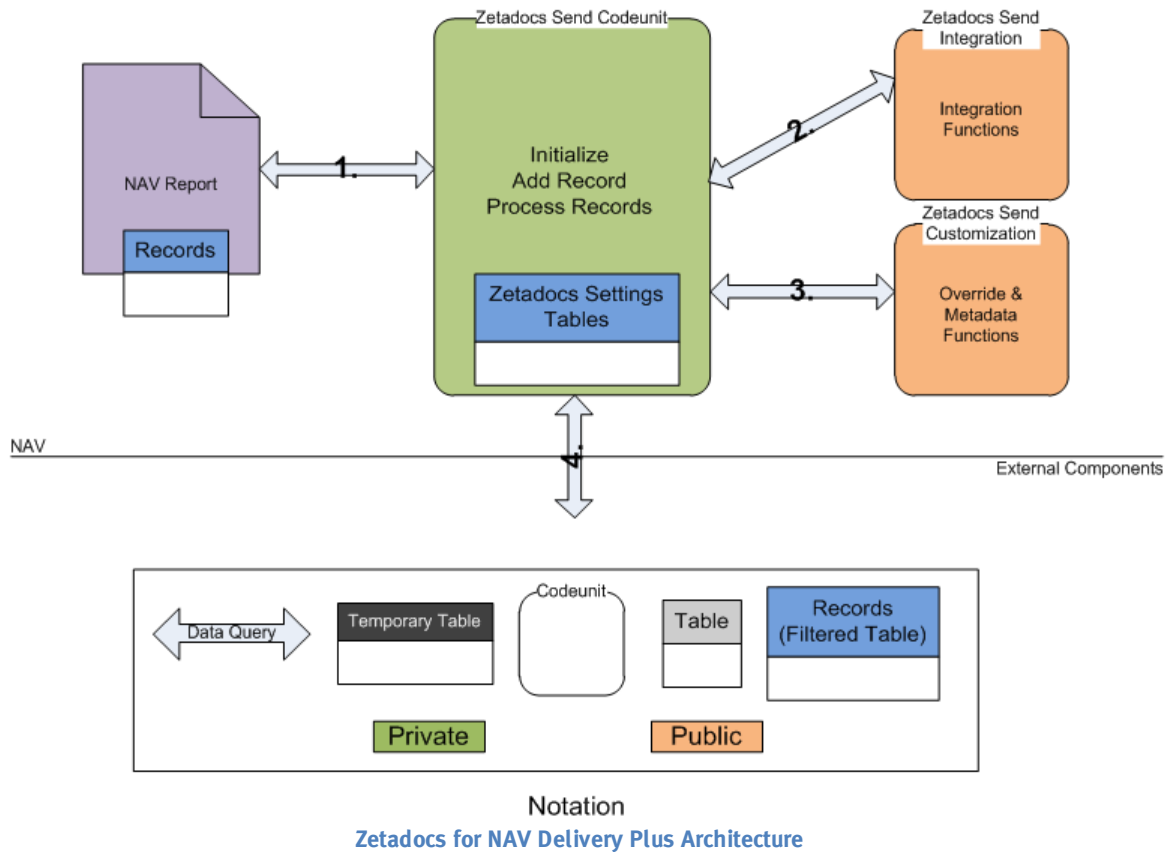 Zetadocs Send Codeunit
Zetadocs Send
Integration
NAV Report
Records
1.
Initialize
Add Record
Process Records
Zetadocs Settings
Tables
2.
Integration
Functions
Zetadocs Send
Customization
3.
Override &
Metadata
Functions
4.
NAV
External Components
Data Query
Temporary Table
Codeunit
Table
Records
(Filtered Table)
Private
Public
Notation
Zetadocs for NAV Delivery Plus Architecture